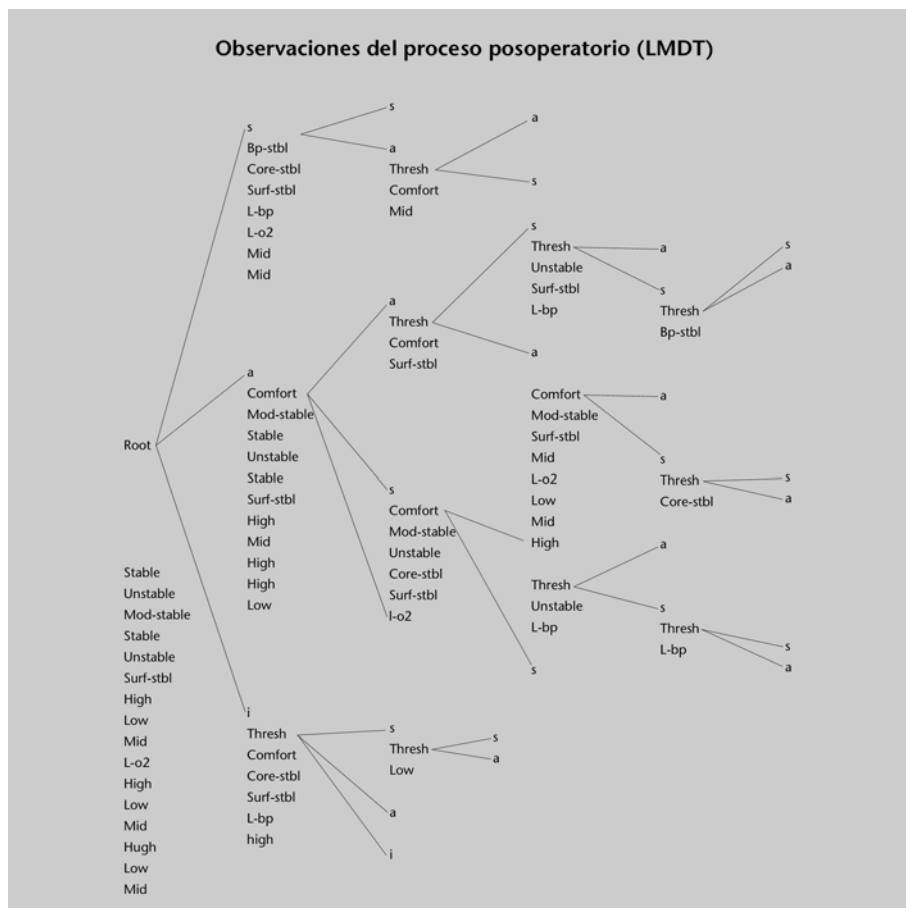 Observaciones del proceso posoperatorio (LMDT)
Root
Stable
Unstable
Mod-stable
Stable
Unstable
Surf-stbl
High
Low
Mid
L-o2
High
Low
Mid
Hugh
Low
Mid
s
Bp-stbl
Core-stbl
Surf-stbl
L-bp
L-o2
Mid
Mid
a
Comfort
Mod-stable
Stable
Unstable
Stable
Surf-stbl
High
Mid
High
High
Low
i
Thresh
Comfort
Core-stbl
Surf-stbl
L-bp
high
s
a
Thresh
Comfort
Mid
a
Thresh
Comfort
Surf-stbl
s
Comfort
Mod-stable
Unstable
Core-stbl
Surf-stbl
l-o2
s
Thresh
Low
a
i
a
s
s
Thresh
Unstable
Surf-stbl
L-bp
a
Comfort
Mod-stable
Surf-stbl
Mid
L-o2
Low
Mid
High
Thresh
Unstable
L-bp
s
s
a
a
s
Thresh
Bp-stbl
a
s
Thresh
Core-stbl
a
s
Thresh
L-bp
s
a
s
a
s
a